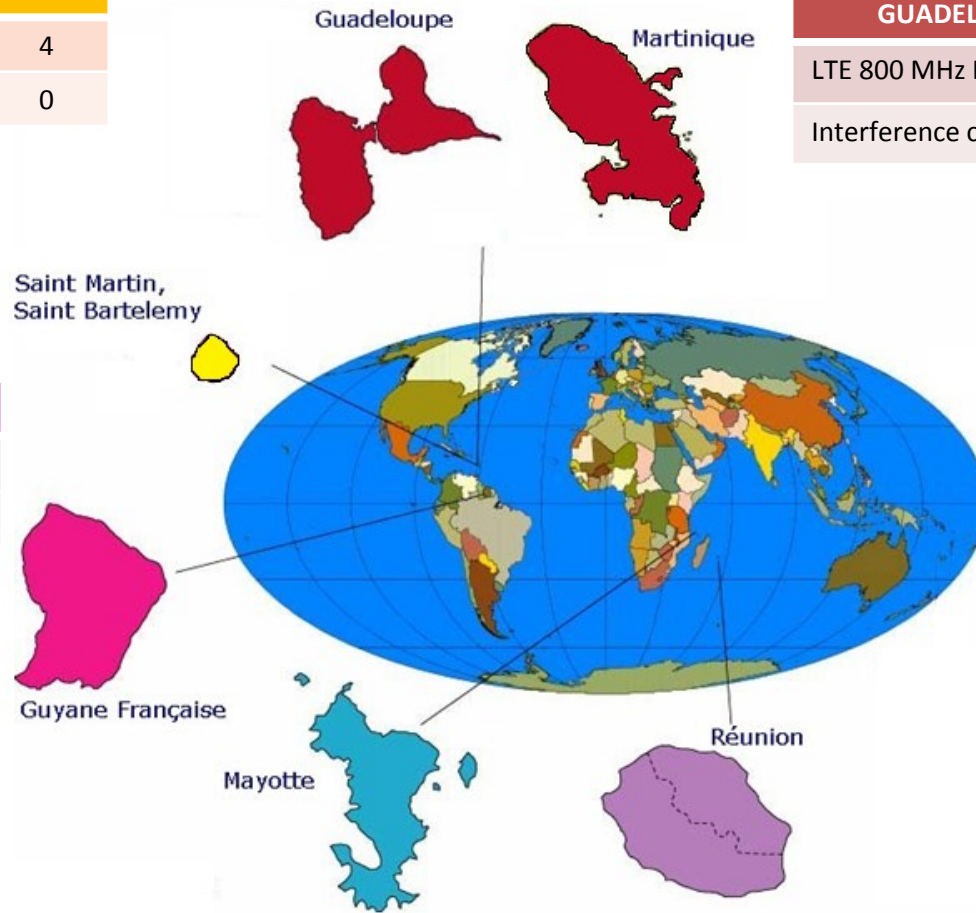 4
0
Guadeloupe
Martinique
LTE 800 MHz
Interference
Saint Martin,
Saint Bartelemy
Guyane Française
Mayotte
Réunion